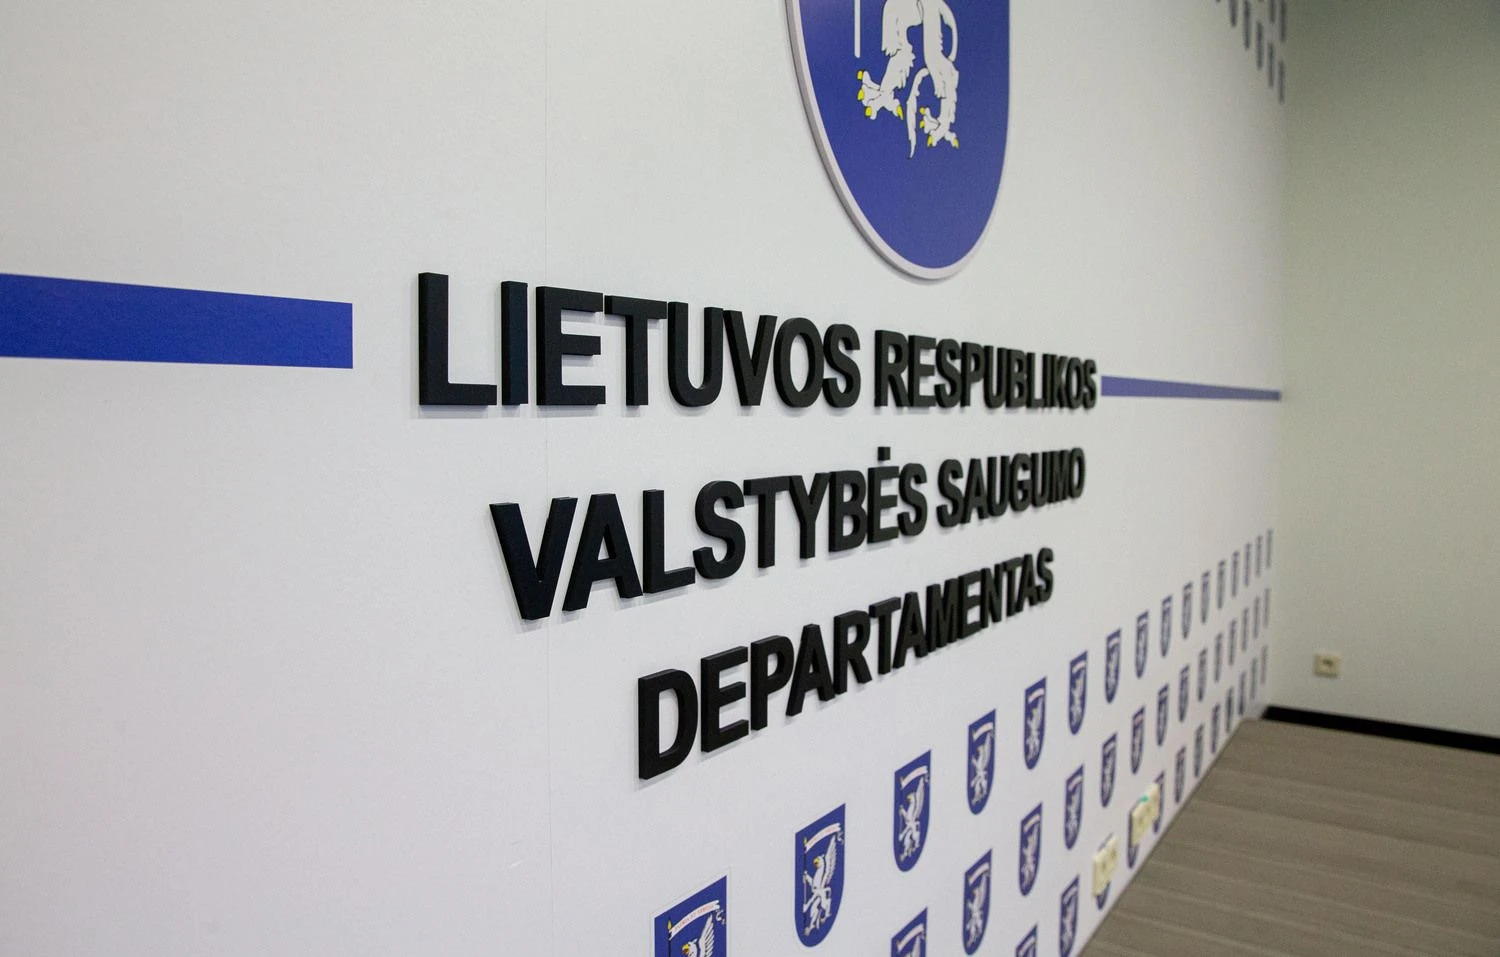 LIETUVOS RESPUBLIKOS
VALSTYBĖS SAUGUMO
DEPARTAMENTAS